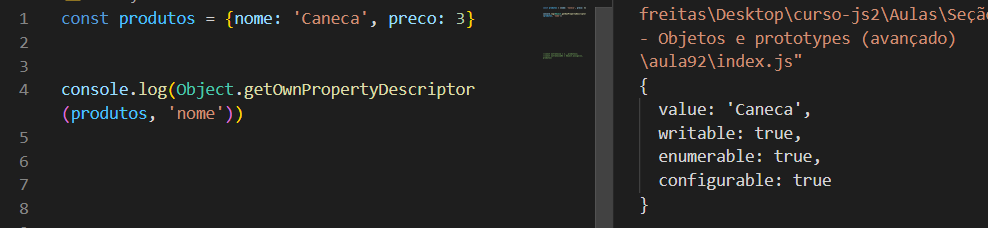 1 const produtos = {nome: 'Caneca', preco: 3}
2
3
4 console.log(Object.getOwnPropertyDescriptor
(produtos, 'nome'))
5
6
7
8
freitas\Desktop\curso-js2\Aulas\Seção
- Objetos e prototypes (avançado)
\aula92\index.js"
{
value: 'Caneca',
writable: true,
enumerable: true,
configurable: true
}